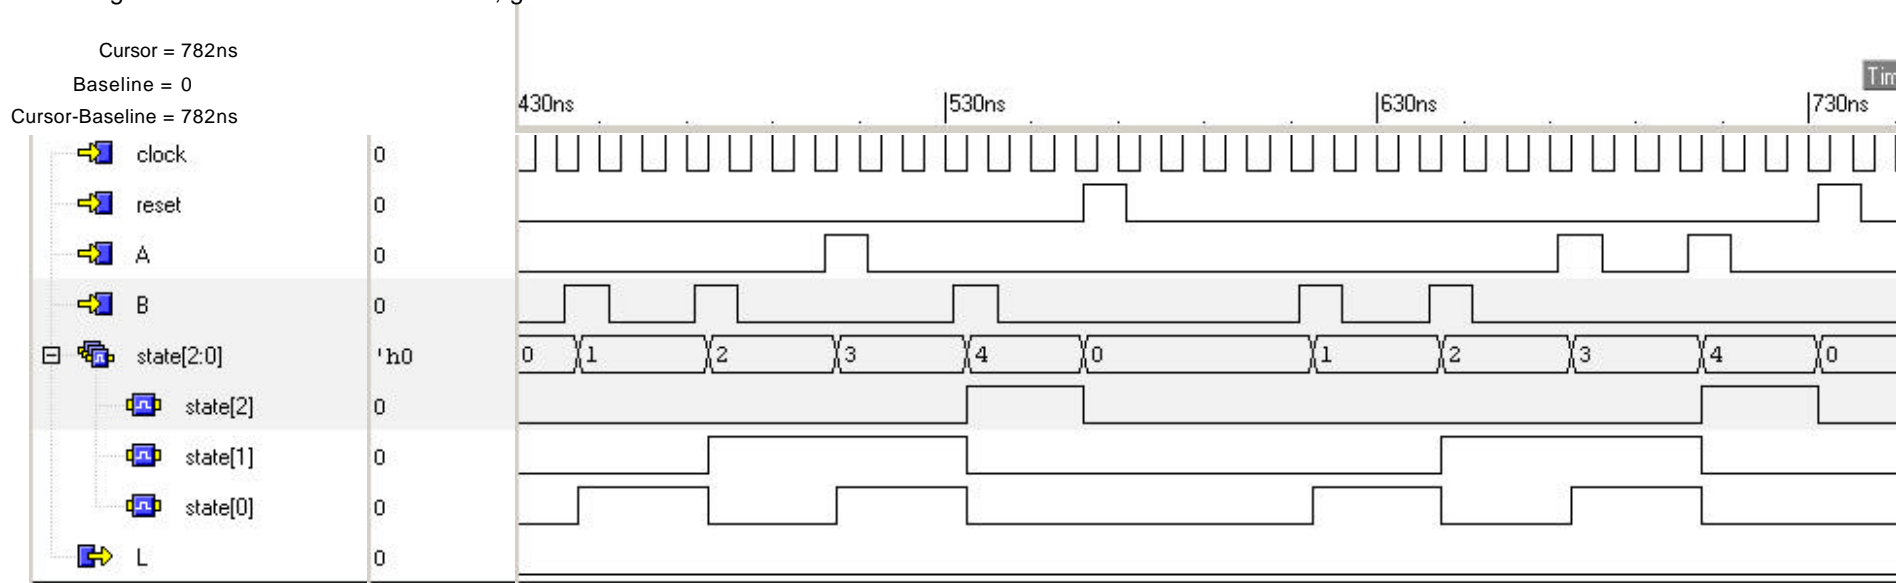 Cursor = 782ns
Baseline = 0
Cursor-Baseline = 782ns
430ns 530ns 630ns 730ns
clock 0
reset 0
A 0
B 0
state[2:0] 'h0 0 1 2 3 4 0 1 2 3 4 0
state[2] 0
state[1] 0
state[0] 0
L 0